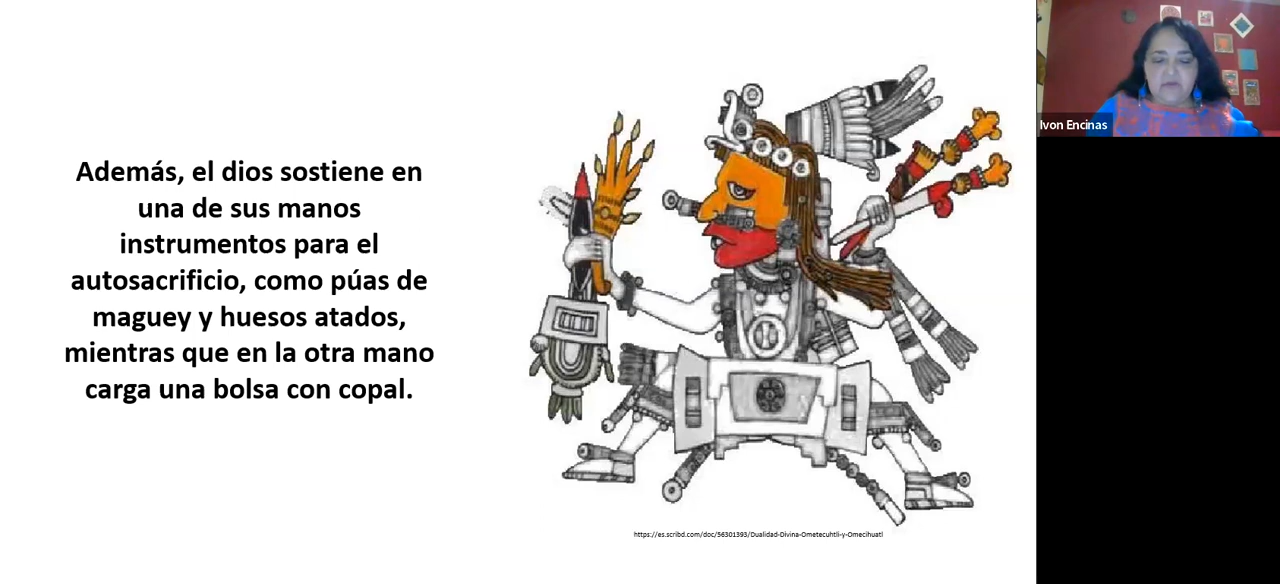 Además, el dios sostiene en
una de sus manos
instrumentos para el
autosacrificio, como púas de
maguey y huesos atados,
mientras que en la otra mano
carga una bolsa con copal.
https://es.scribd.com/doc/56301393/Dualidad-Divina-Ometecuhtli-y-Omecihuatl
Ivon Encinas